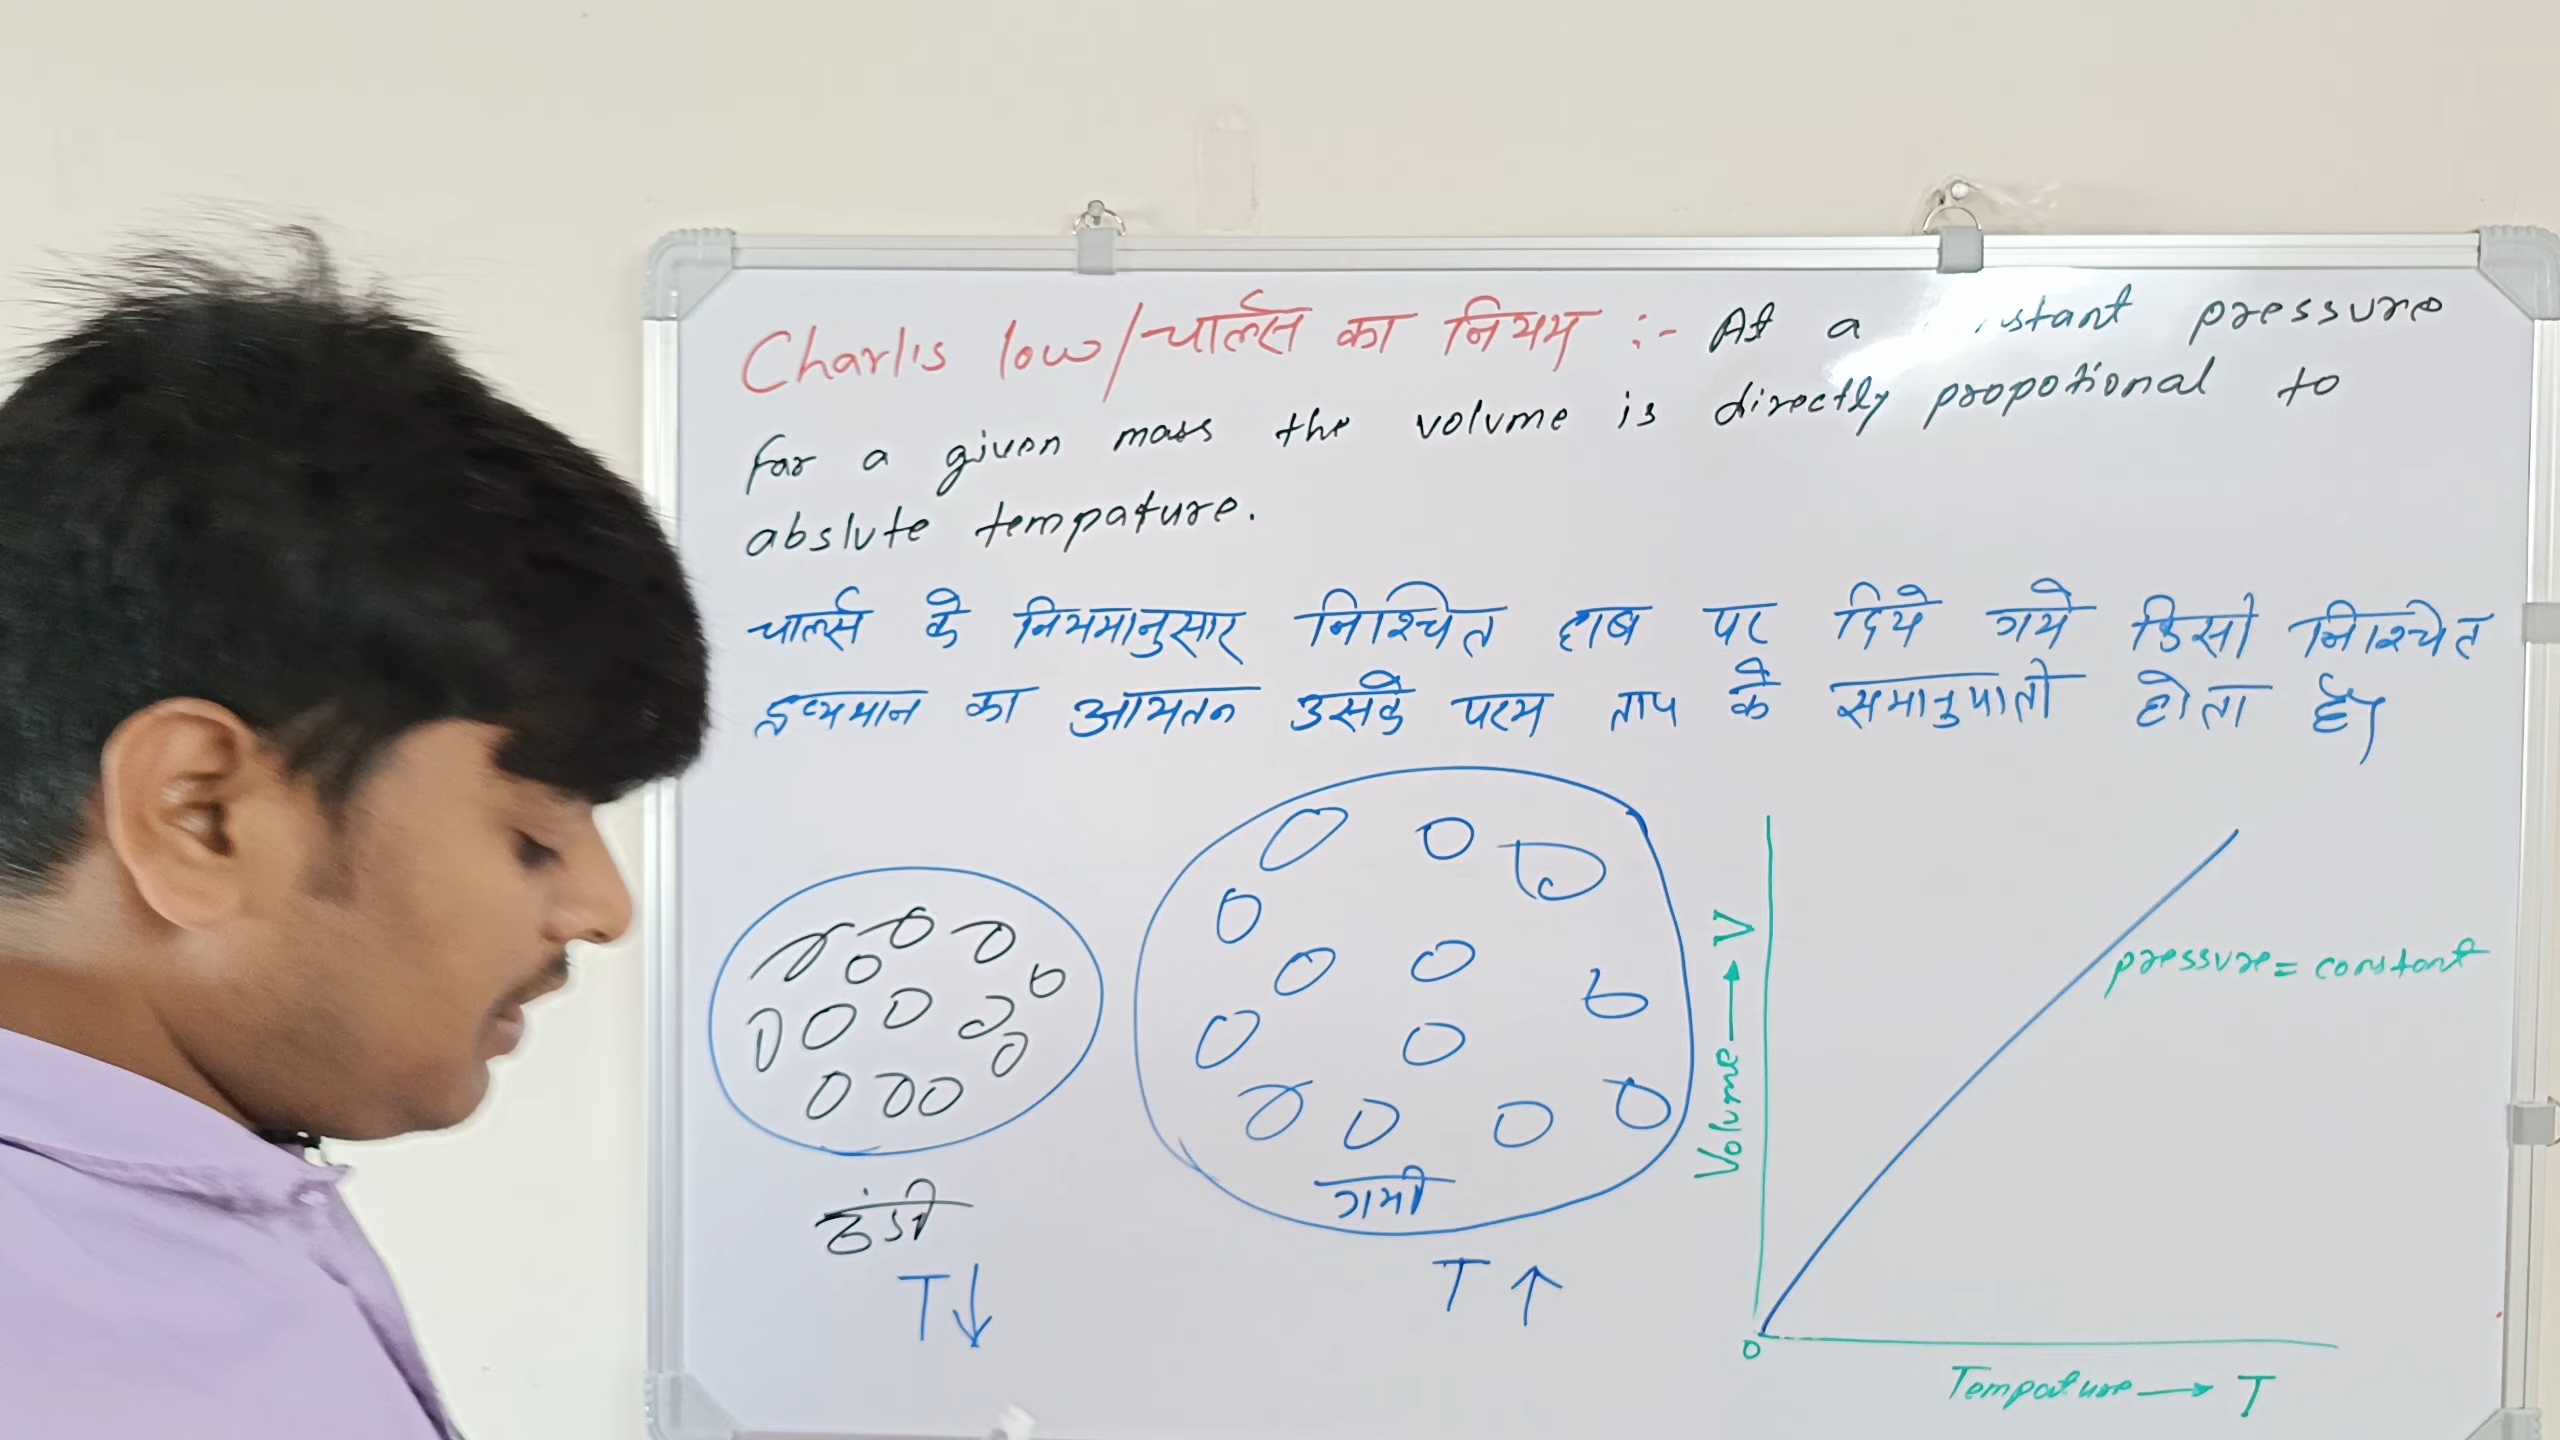 Charlis low/चार्ल्स का नियम :- At a pressure
for a given mass the volume is directly propotional to
abslute tempature.
चार्ल्स के नियमानुसार निश्चित दाब पर दिये गये किसी निश्चित
द्रव्यमान का आयतन उसके परम ताप के समानुपाती होता है।
ठंडी
T↓
गर्मी
T ↑
Volume → V
pressure = constant
0
Tempature → T